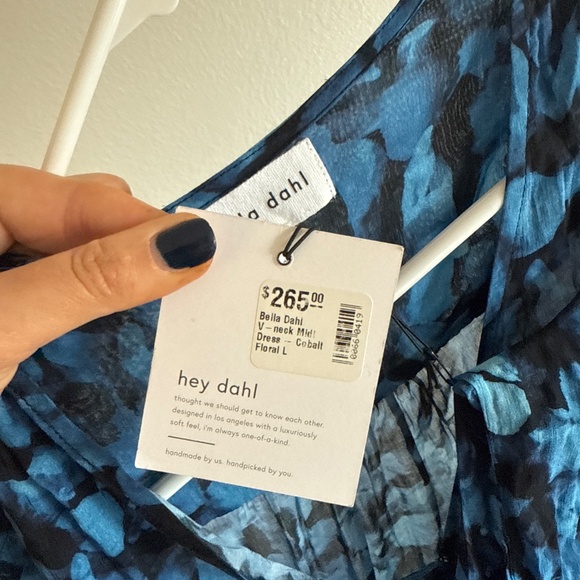 a dahl
$265.00
Bella Dahl
V-neck Midi
Dress - Cobalt
Floral L
0066 0419
hey dahl
thought we should get to know each other.
designed in los angeles with a luxuriously
soft feel, i'm always one-of-a-kind.
handmade by us. handpicked by you.